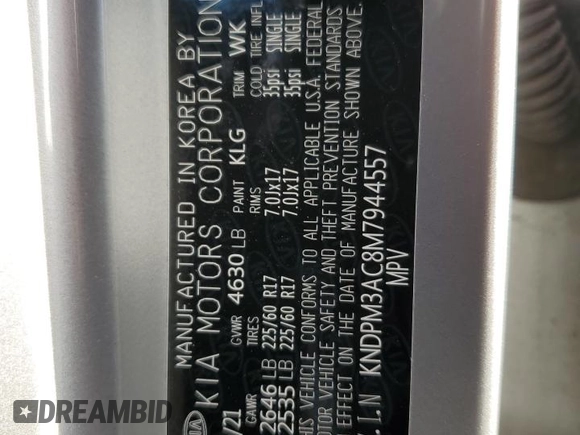 MANUFACTURED IN KOREA BY
KIA KIA MOTORS CORPORATION
/21 GVWR 4630 LB PAINT KLG TRIM WK
GAWR TIRES RIMS COLD TIRE INFL
2646 LB 225/60 R17 7.0Jx17 35psi SINGLE
2535 LB 225/60 R17 7.0Jx17 35psi SINGLE
THIS VEHICLE CONFORMS TO ALL APPLICABLE U.S.A. FEDERAL
MOTOR VEHICLE SAFETY AND THEFT PREVENTION STANDARDS
EFFECT ON THE DATE OF MANUFACTURE SHOWN ABOVE.
V.I.N KNDPM3AC8M7944557
MPV
DiRWAY.COM